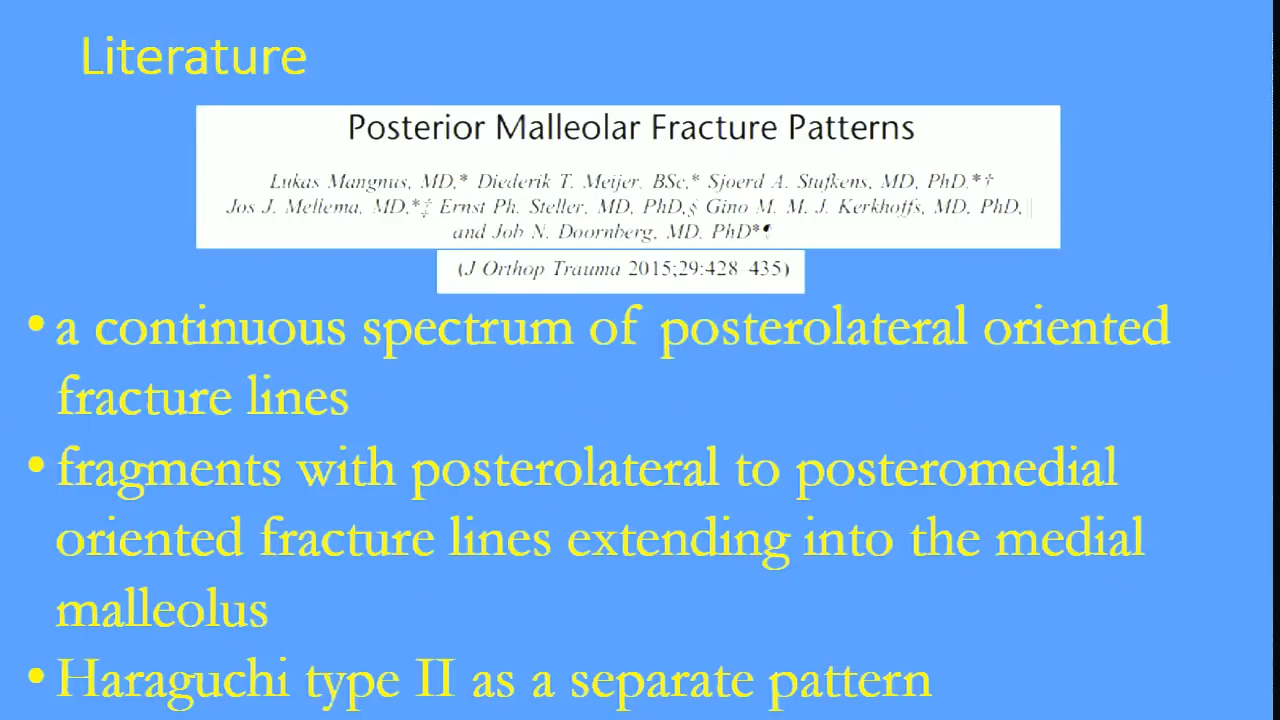 Literature
Posterior Malleolar Fracture Patterns
Lukas Mangnus, MD,* Diederik T. Meijer, BSc,* Sjoerd A. Stufkens, MD, PhD,*†
Jos J. Mellema, MD,*‡ Ernst Ph. Steller, MD, PhD,§ Gino M. M. J. Kerkhoffs, MD, PhD,‖
and Job N. Doornberg, MD, PhD*¶
(J Orthop Trauma 2015;29:428–435)
• a continuous spectrum of posterolateral oriented
fracture lines
• fragments with posterolateral to posteromedial
oriented fracture lines extending into the medial
malleolus
• Haraguchi type II as a separate pattern